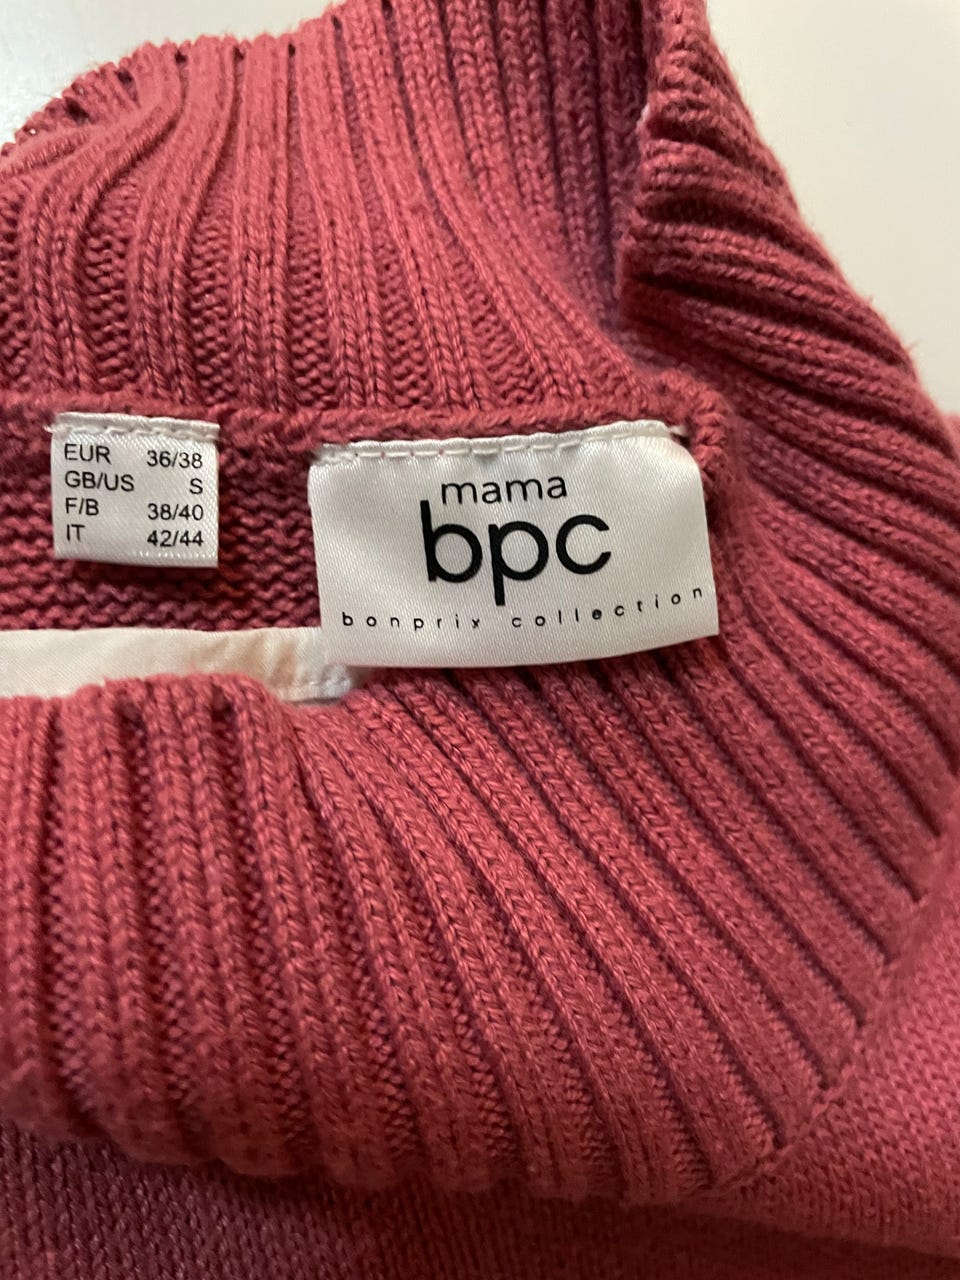 EUR 36/38
GB/US S
F/B 38/40
IT 42/44
mama
bpc
bonprix collection